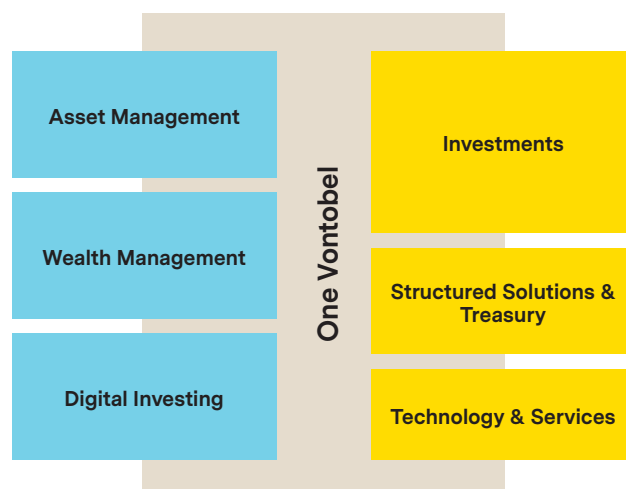 Asset Management
Wealth Management
Digital Investing
One Vontobel
Investments
Structured Solutions &
Treasury
Technology & Services